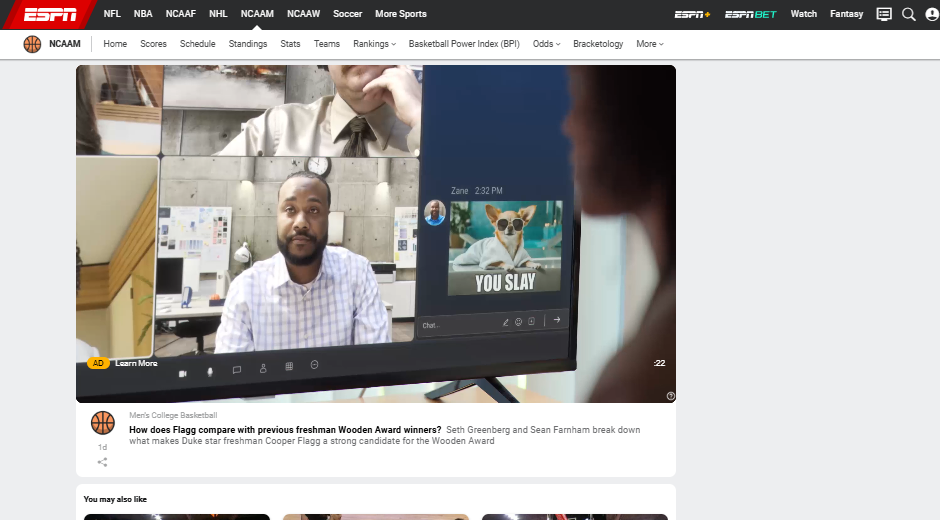 ESPN NFL NBA NCAAF NHL NCAAM NCAAW Soccer More Sports ESPN+ ESPN BET Watch Fantasy
NCAAM Home Scores Schedule Standings Stats Teams Rankings Basketball Power Index (BPI) Odds Bracketology More
Zane 2:32 PM
YOU SLAY
Chat...
AD Learn More :22
Men's College Basketball
How does Flagg compare with previous freshman Wooden Award winners? Seth Greenberg and Sean Farnham break down
what makes Duke star freshman Cooper Flagg a strong candidate for the Wooden Award
1d
You may also like